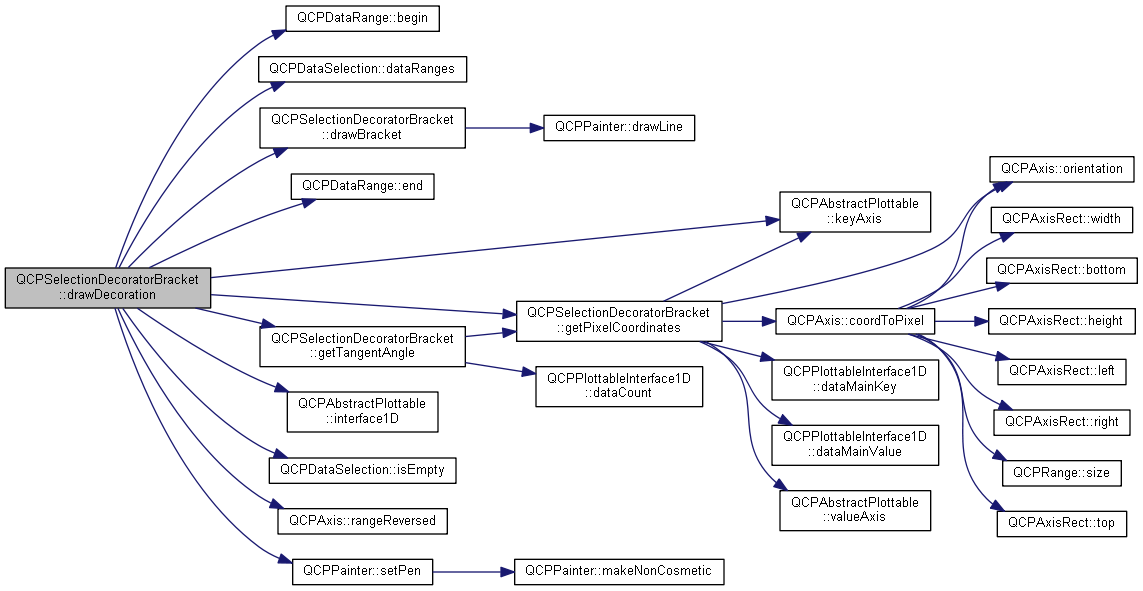 QCPSelectionDecoratorBracket
::drawDecoration
QCPDataRange::begin
QCPDataSelection::dataRanges
QCPSelectionDecoratorBracket
::drawBracket
QCPDataRange::end
QCPSelectionDecoratorBracket
::getTangentAngle
QCPAbstractPlottable
::interface1D
QCPDataSelection::isEmpty
QCPAxis::rangeReversed
QCPPainter::setPen
QCPPainter::drawLine
QCPSelectionDecoratorBracket
::getPixelCoordinates
QCPPlottableInterface1D
::dataCount
QCPPainter::makeNonCosmetic
QCPAbstractPlottable
::keyAxis
QCPAxis::coordToPixel
QCPPlottableInterface1D
::dataMainKey
QCPPlottableInterface1D
::dataMainValue
QCPAbstractPlottable
::valueAxis
QCPAxis::orientation
QCPAxisRect::width
QCPAxisRect::bottom
QCPAxisRect::height
QCPAxisRect::left
QCPAxisRect::right
QCPRange::size
QCPAxisRect::top